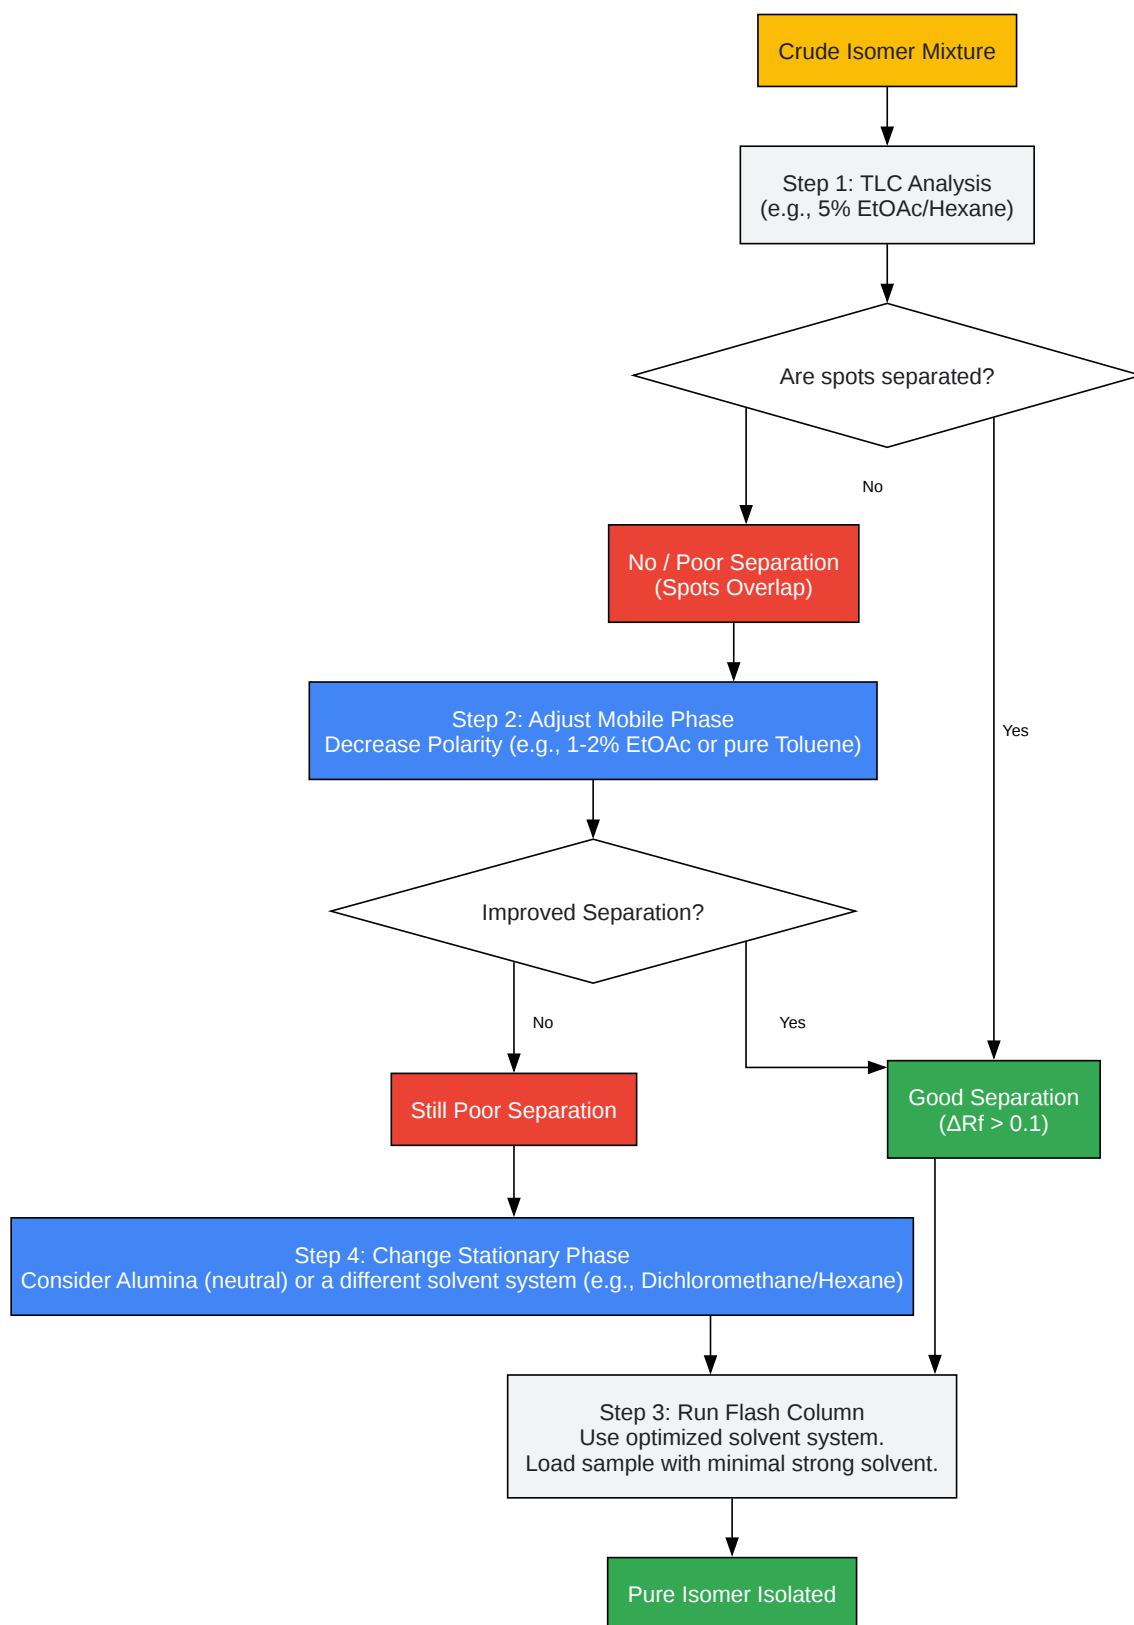 Crude Isomer Mixture
Step 1: TLC Analysis
(e.g., 5% EtOAc/Hexane)
Are spots separated?
No
No / Poor Separation
(Spots Overlap)
Step 2: Adjust Mobile Phase
Decrease Polarity (e.g., 1-2% EtOAc or pure Toluene)
Yes
Improved Separation?
No
Yes
Still Poor Separation
Good Separation
(ΔRf > 0.1)
Step 4: Change Stationary Phase
Consider Alumina (neutral) or a different solvent system (e.g., Dichloromethane/Hexane)
Step 3: Run Flash Column
Use optimized solvent system.
Load sample with minimal strong solvent.
Pure Isomer Isolated